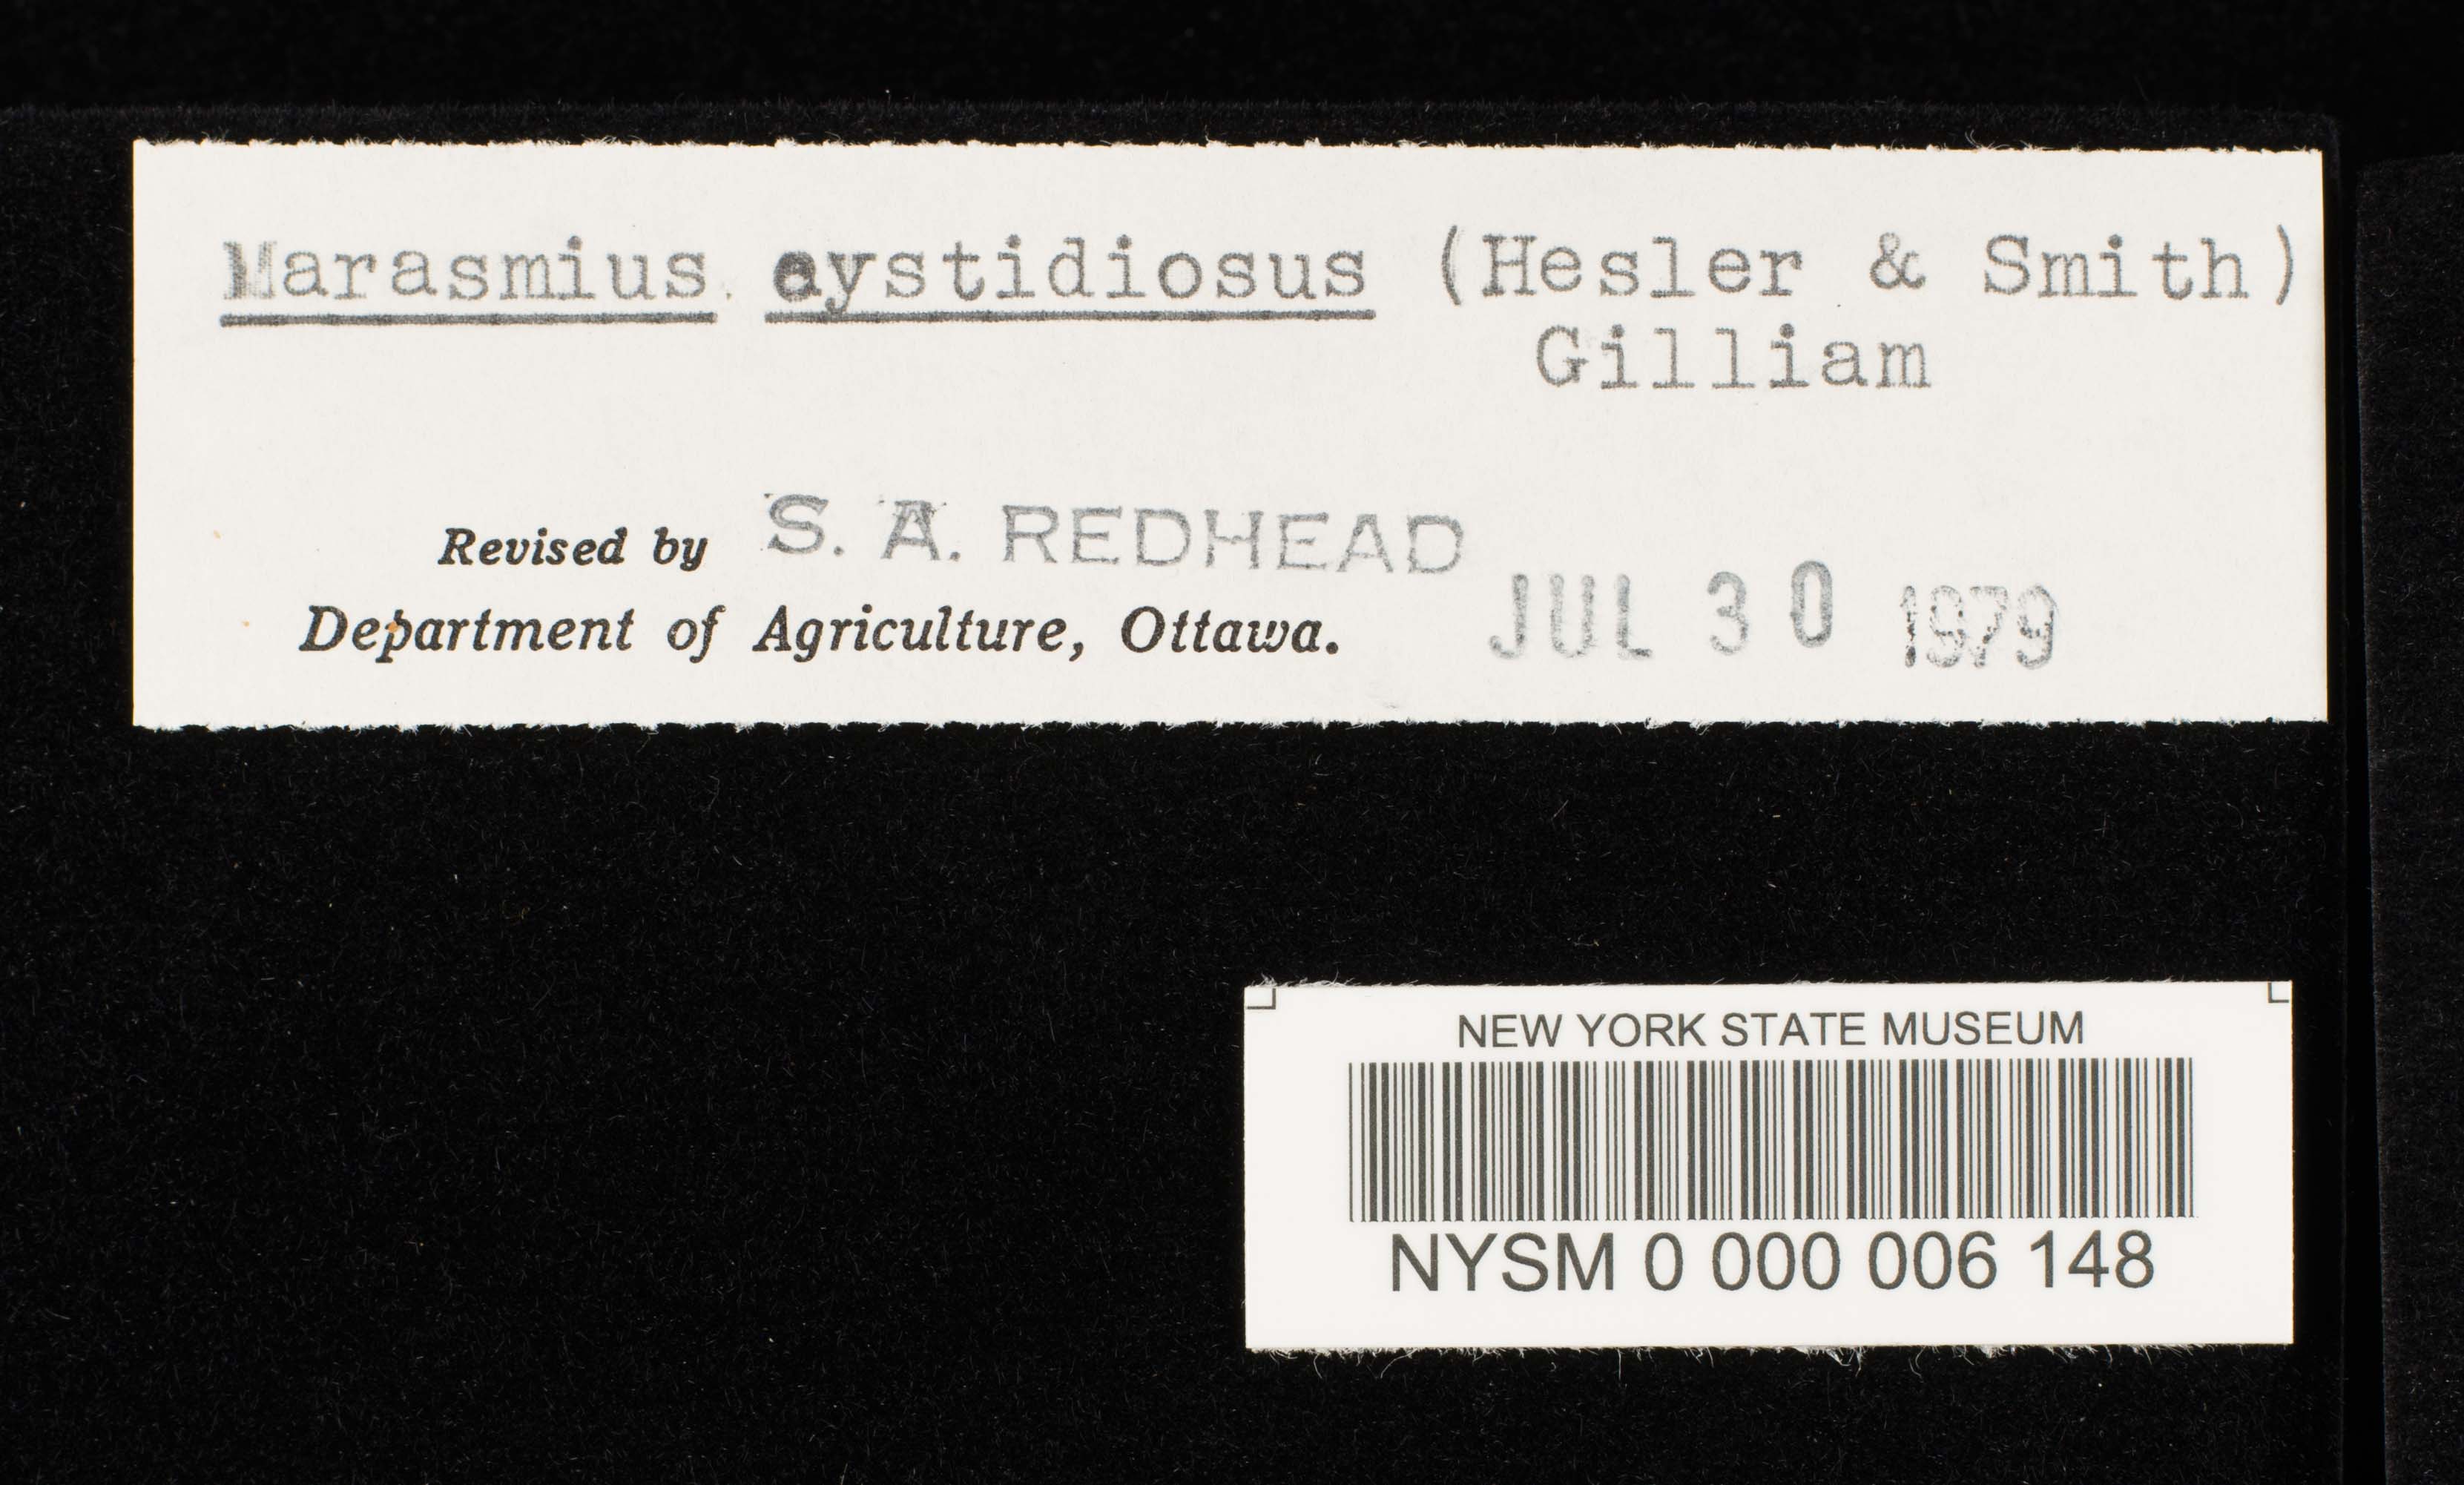 Marasmius cystidiosus (Hesler & Smith)
Gilliam
Revised by S. A. REDHEAD
Department of Agriculture, Ottawa. JUL 30 1979
NEW YORK STATE MUSEUM
NYSM 0 000 006 148